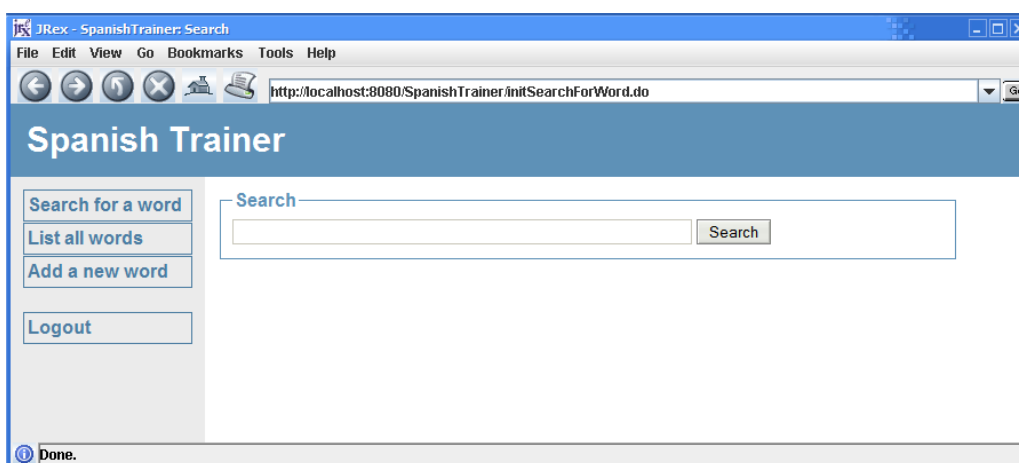 JRex - SpanishTrainer: Search
File Edit View Go Bookmarks Tools Help
http://localhost:8080/SpanishTrainer/initSearchForWord.do
Spanish Trainer
Search for a word
List all words
Add a new word
Logout
Search
Search
Done.